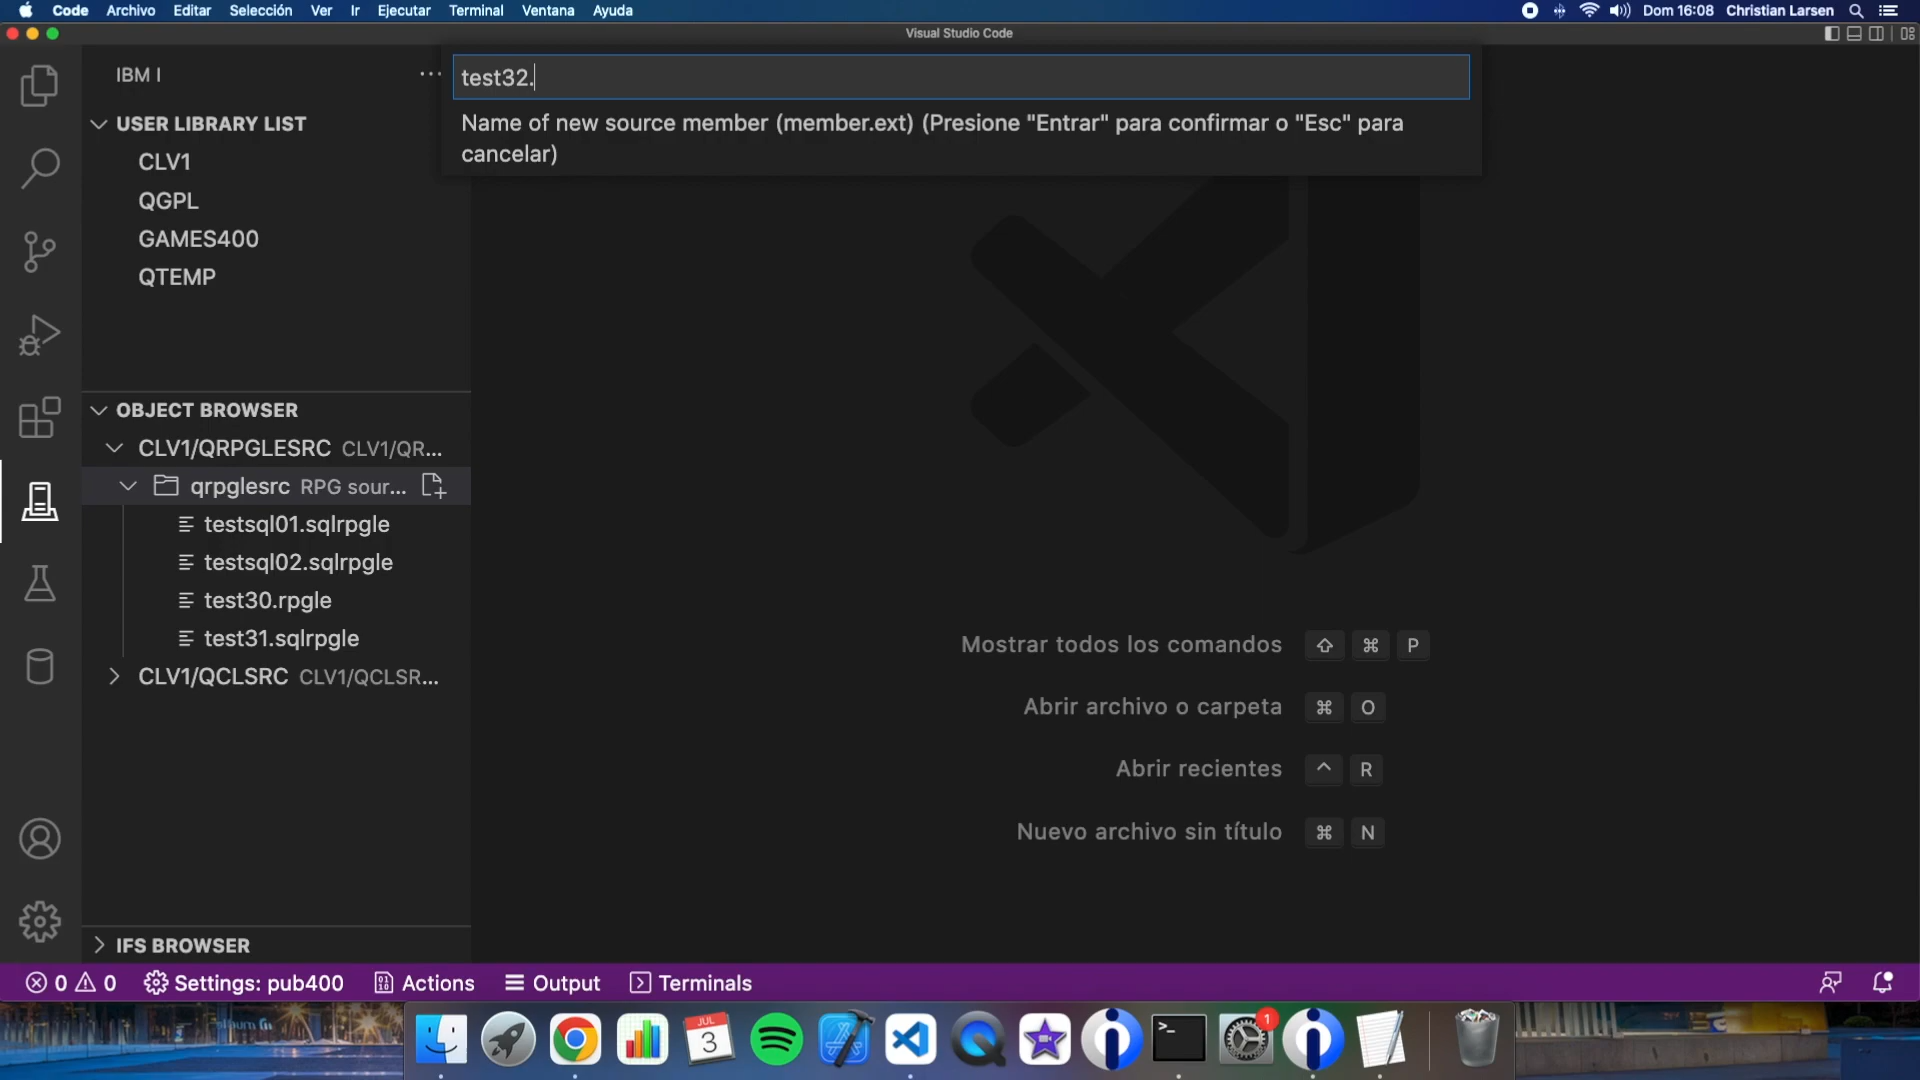 Code Archivo Editar Selección Ver Ir Ejecutar Terminal Ventana Ayuda Dom 16:08 Christian Larsen
Visual Studio Code
IBM I
test32.
Name of new source member (member.ext) (Presione "Entrar" para confirmar o "Esc" para
cancelar)
USER LIBRARY LIST
CLV1
QGPL
GAMES400
QTEMP
OBJECT BROWSER
CLV1/QRPGLESRC CLV1/QR...
qrpglesrc RPG sour...
testsql01.sqlrpgle
testsql02.sqlrpgle
test30.rpgle
test31.sqlrpgle
CLV1/QCLSRC CLV1/QCLSR...
Mostrar todos los comandos ⇧ ⌘ P
Abrir archivo o carpeta ⌘ O
Abrir recientes ^ R
Nuevo archivo sin título ⌘ N
IFS BROWSER
0 0 Settings: pub400 Actions Output Terminals
JUL
3
1